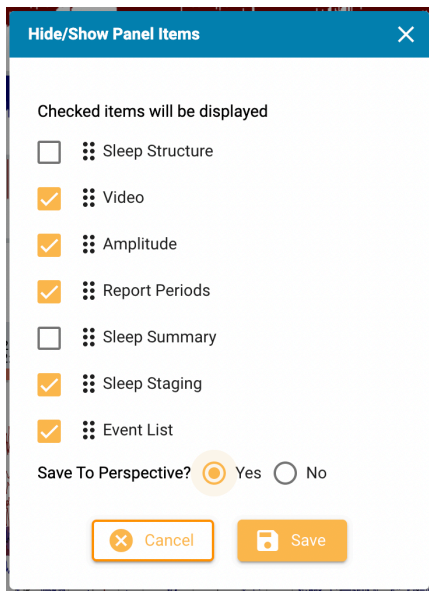 Hide/Show Panel Items
Checked items will be displayed
Sleep Structure
Video
Amplitude
Report Periods
Sleep Summary
Sleep Staging
Event List
Save To Perspective? Yes No
Cancel Save